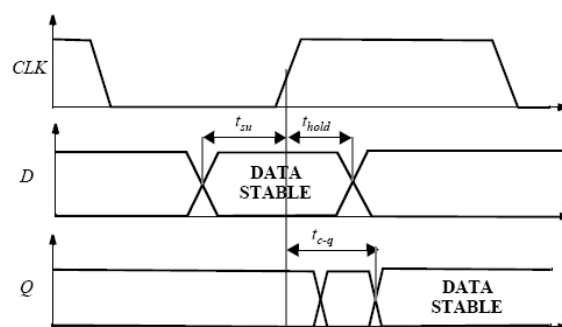 CLK
t_su
t_hold
D
DATA
STABLE
t_c-q
Q
DATA
STABLE